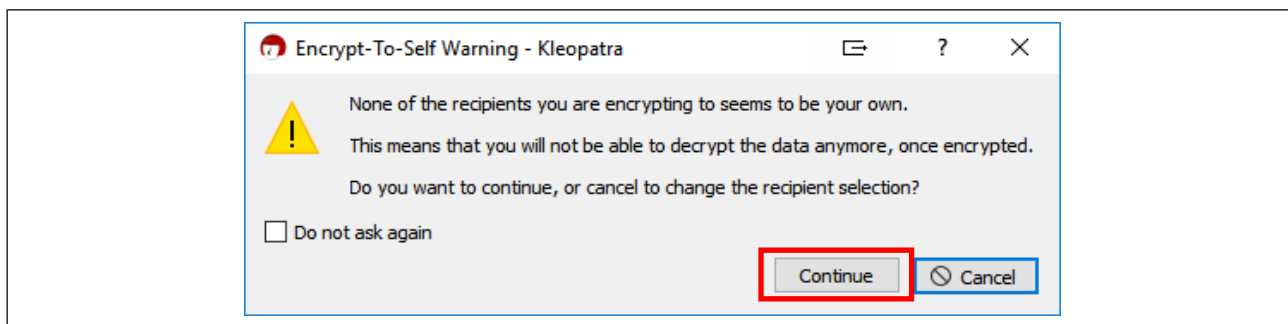 Encrypt-To-Self Warning - Kleopatra
?
None of the recipients you are encrypting to seems to be your own.
This means that you will not be able to decrypt the data anymore, once encrypted.
Do you want to continue, or cancel to change the recipient selection?
Do not ask again
Continue
Cancel